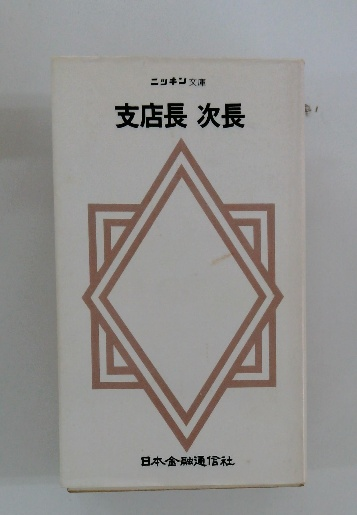 ニッキン文庫
支店長 次長
日本金融通信社